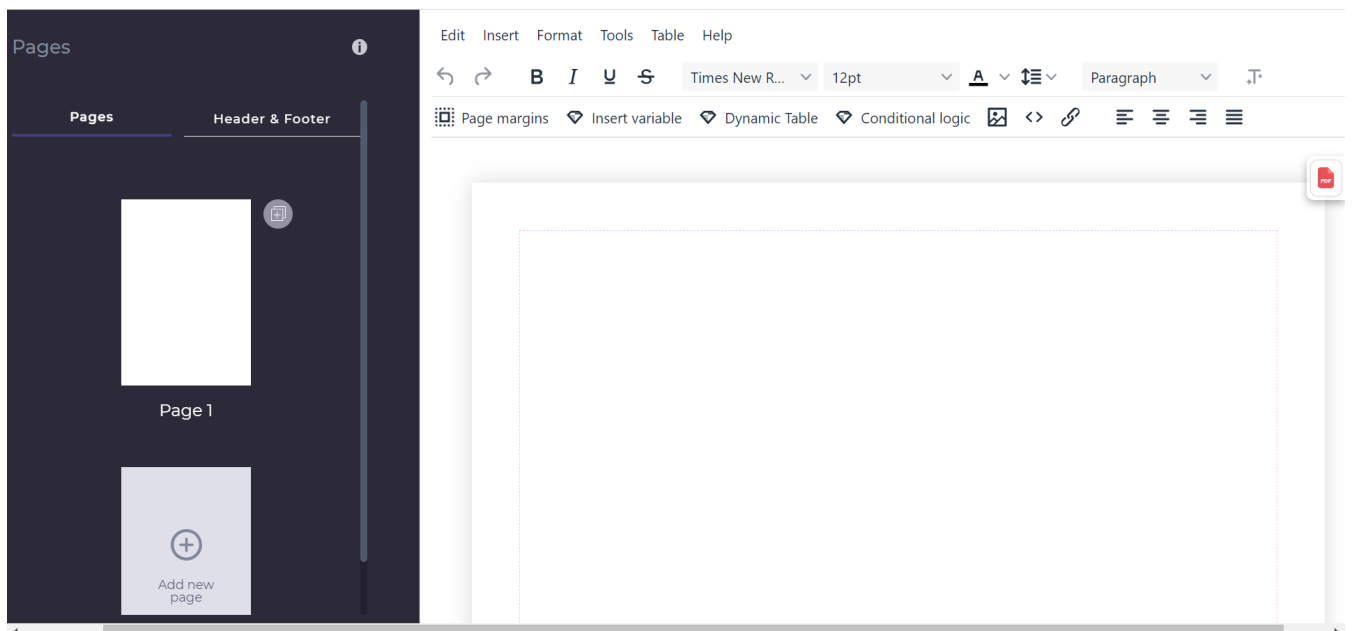 Pages
Pages Header & Footer
Page 1
Add new
page
Edit Insert Format Tools Table Help
B I U S Times New R... 12pt A Paragraph
Page margins Insert variable Dynamic Table Conditional logic
PDF